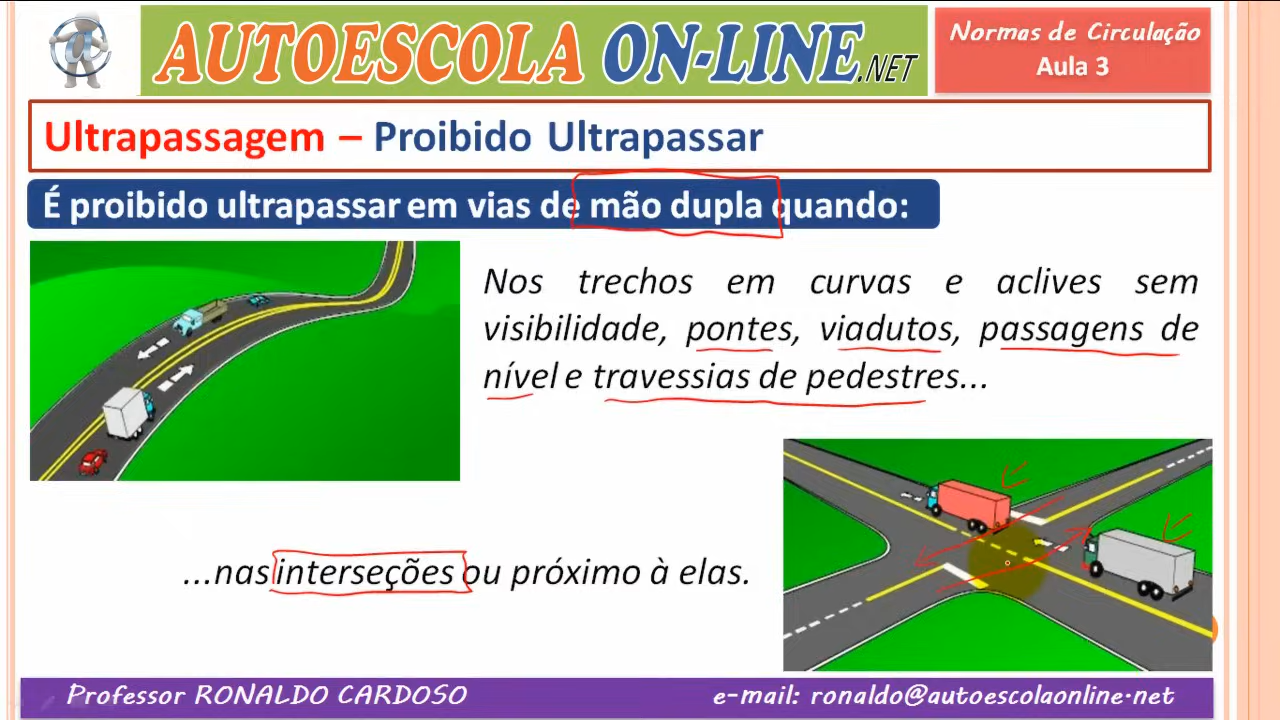 AUTOESCOLA ON-LINE.NET
Normas de Circulação
Aula 3
Ultrapassagem – Proibido Ultrapassar
É proibido ultrapassar em vias de mão dupla quando:
Nos trechos em curvas e aclives sem
visibilidade, pontes, viadutos, passagens de
nível e travessias de pedestres...
...nas interseções ou próximo à elas.
Professor RONALDO CARDOSO
e-mail: ronaldo@autoescolaonline.net